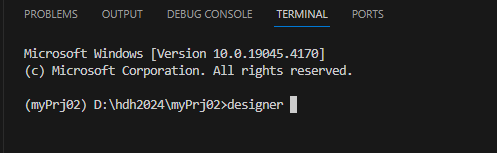 PROBLEMS OUTPUT DEBUG CONSOLE TERMINAL PORTS
Microsoft Windows [Version 10.0.19045.4170]
(c) Microsoft Corporation. All rights reserved.
(myPrj02) D:\hdh2024\myPrj02>designer